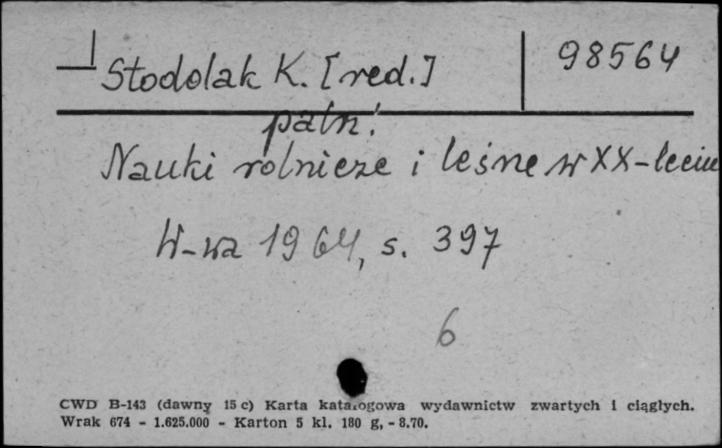 Stodolak K. [red.] 98564
patn!
Nauki rolnicze i leśne w XX-leciu
W-wa 1964, s. 397
6
CWD B-143 (dawny 15 c) Karta katalogowa wydawnictw zwartych i ciągłych.
Wrak 674 - 1.625.000 - Karton 5 kl. 180 g, - 8.70.